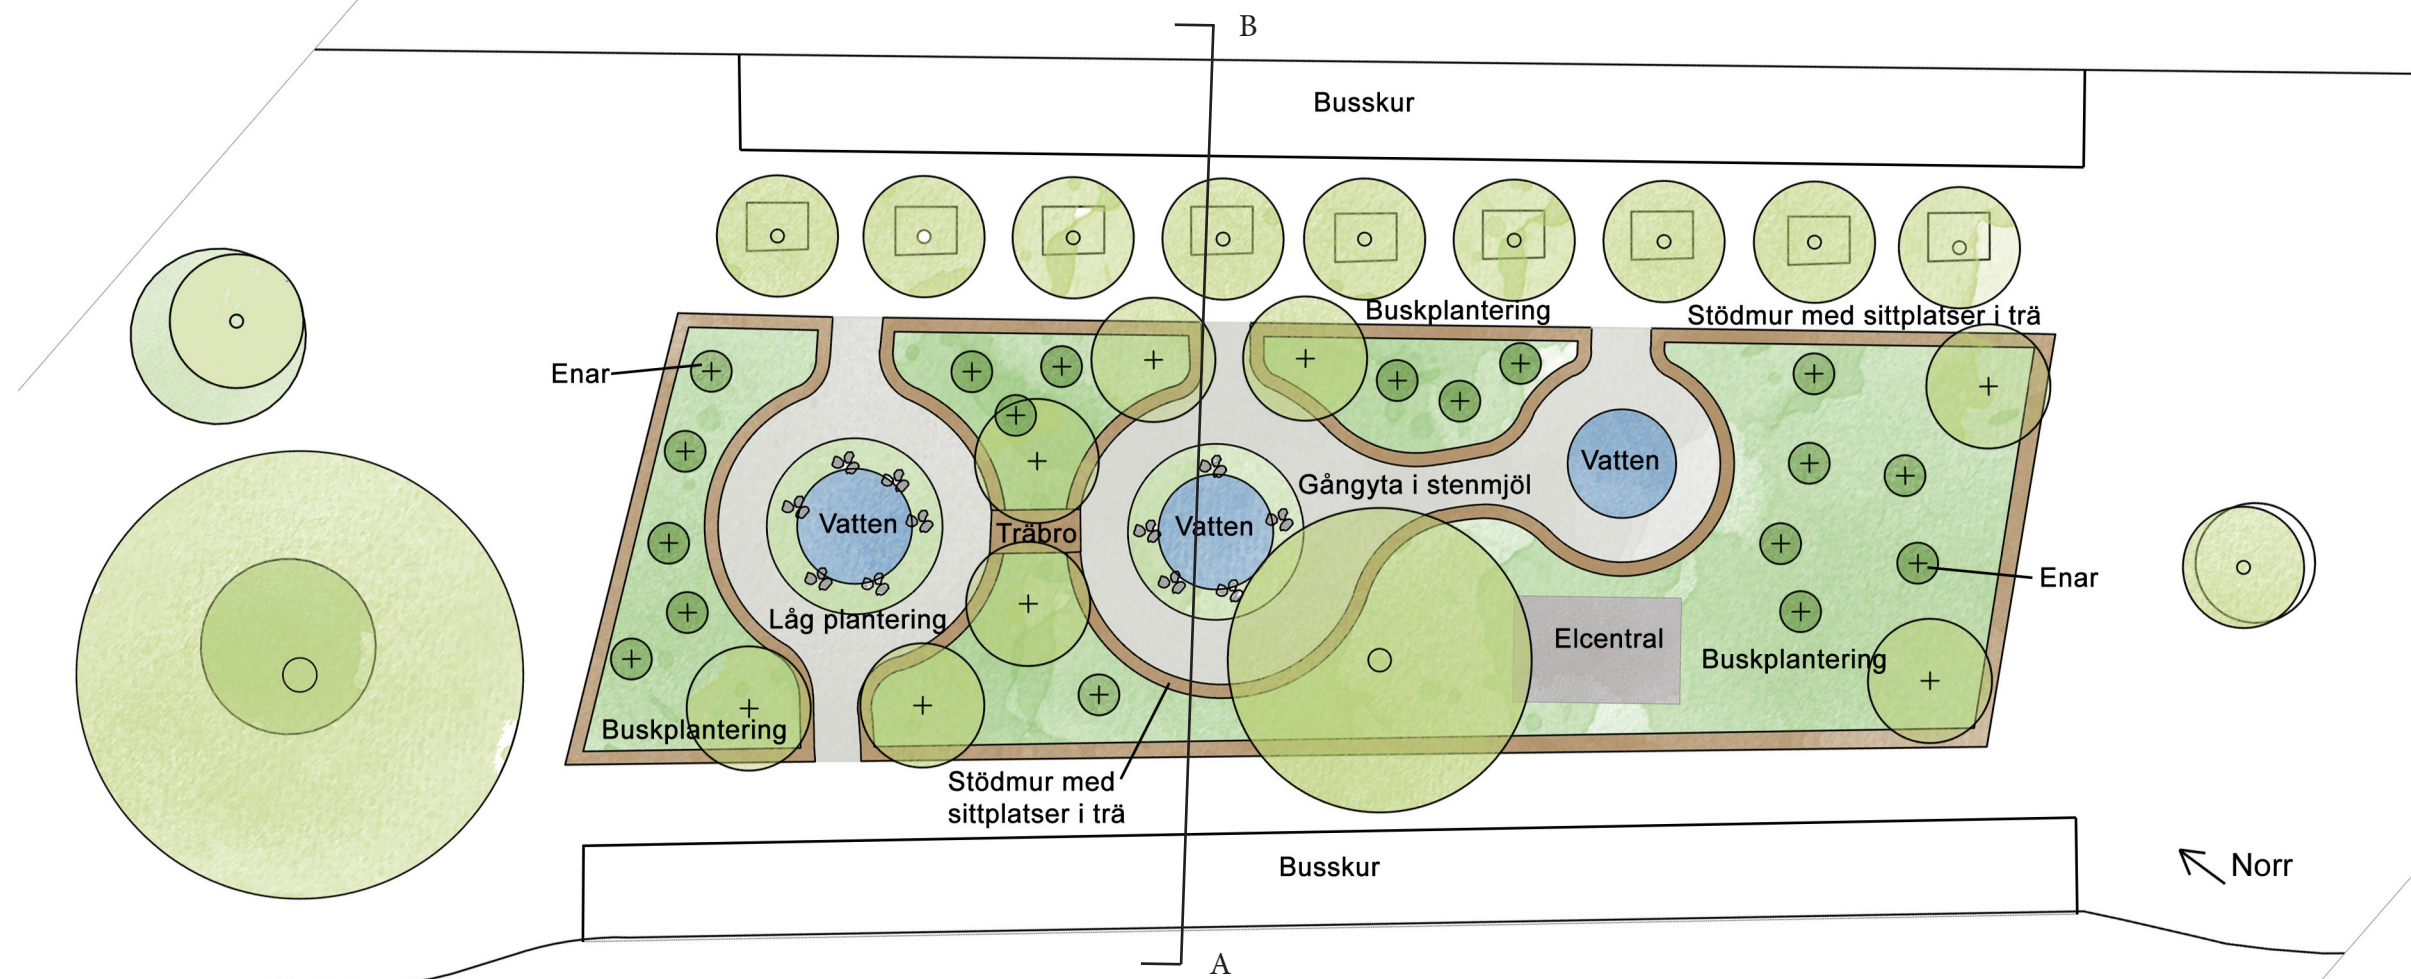 B
Busskur
Buskplantering
Stödmur med sittplatser i trä
Enar
Vatten
Gångyta i stenmjöl
Vatten
Vatten
Träbro
Enar
Låg plantering
Elcentral
Buskplantering
Buskplantering
Stödmur med
sittplatser i trä
Busskur
Norr
A